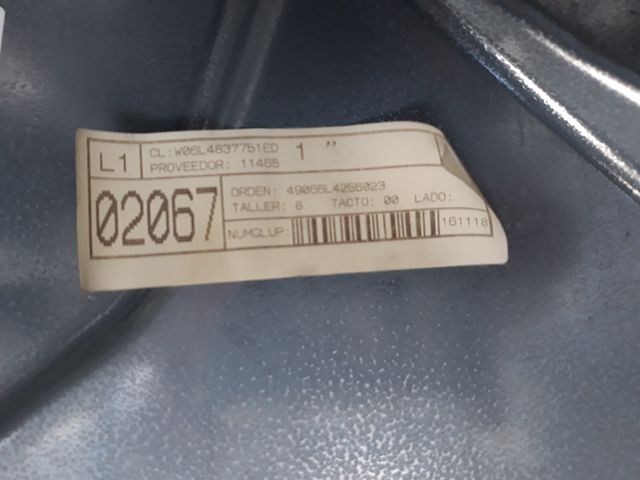 L1 CL:W06L4837751ED 1 "
PROVEEDOR: 11465
02067 ORDEN: 49066L4266023
TALLER: 8 TACTO: 00 LADO:
NUMGLUP: 161118